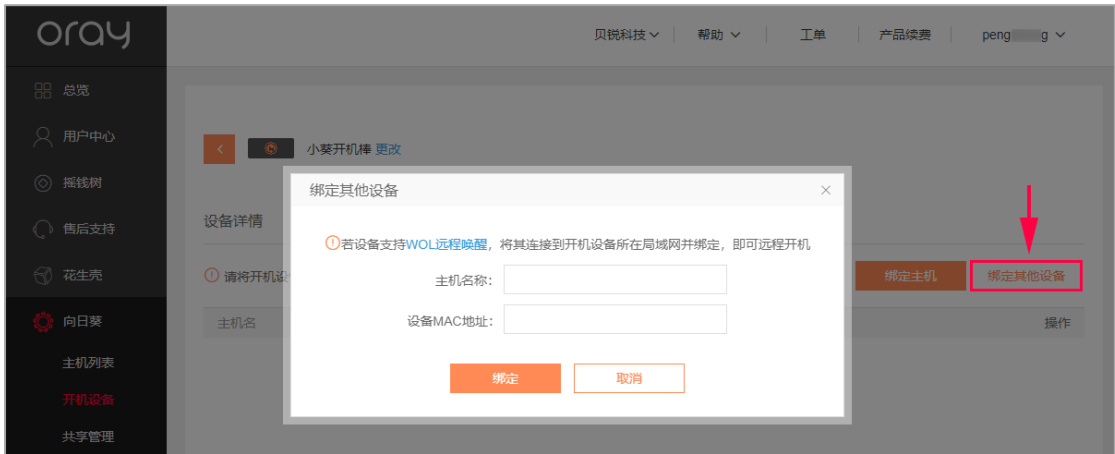 oray
贝锐科技
帮助
工单
产品续费
peng
g
总览
用户中心
摇钱树
售后支持
花生壳
向日葵
主机列表
开机设备
共享管理
小葵开机棒 更改
设备详情
请将开机设
绑定主机
绑定其他设备
主机名
操作
绑定其他设备
若设备支持WOL远程唤醒，将其连接到开机设备所在局域网并绑定，即可远程开机
主机名称：
设备MAC地址：
绑定
取消